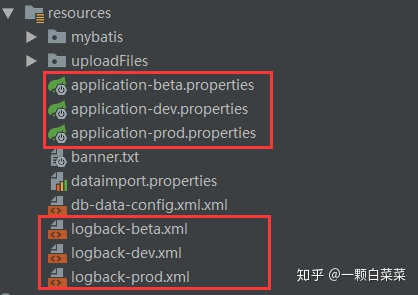 resources
mybatis
uploadFiles
application-beta.properties
application-dev.properties
application-prod.properties
banner.txt
dataimport.properties
db-data-config.xml.xml
logback-beta.xml
logback-dev.xml
logback-prod.xml
知乎 @一颗白菜菜